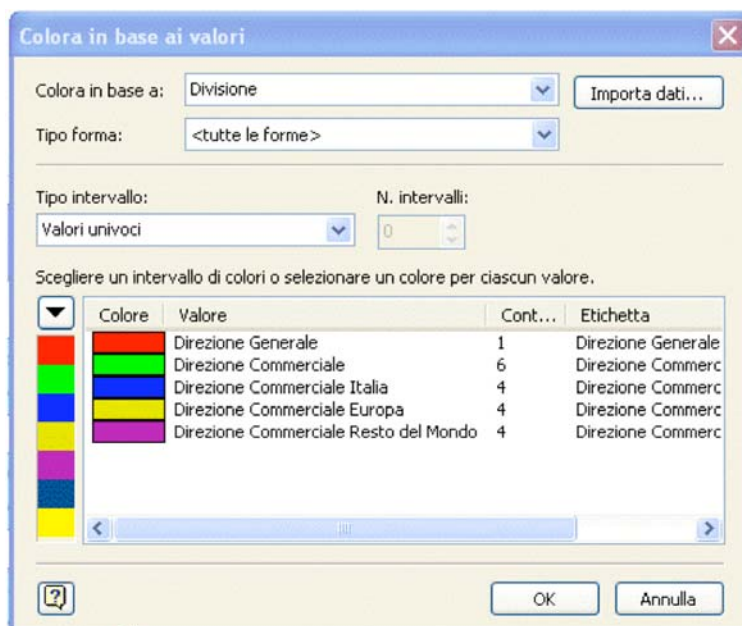 Colora in base ai valori
Colora in base a: Divisione Importa dati...
Tipo forma: <tutte le forme>
Tipo intervallo: N. intervalli:
Valori univoci 0
Scegliere un intervallo di colori o selezionare un colore per ciascun valore.
Colore Valore Cont... Etichetta
Direzione Generale 1 Direzione Generale
Direzione Commerciale 6 Direzione Commerc
Direzione Commerciale Italia 4 Direzione Commerc
Direzione Commerciale Europa 4 Direzione Commerc
Direzione Commerciale Resto del Mondo 4 Direzione Commerc
OK Annulla